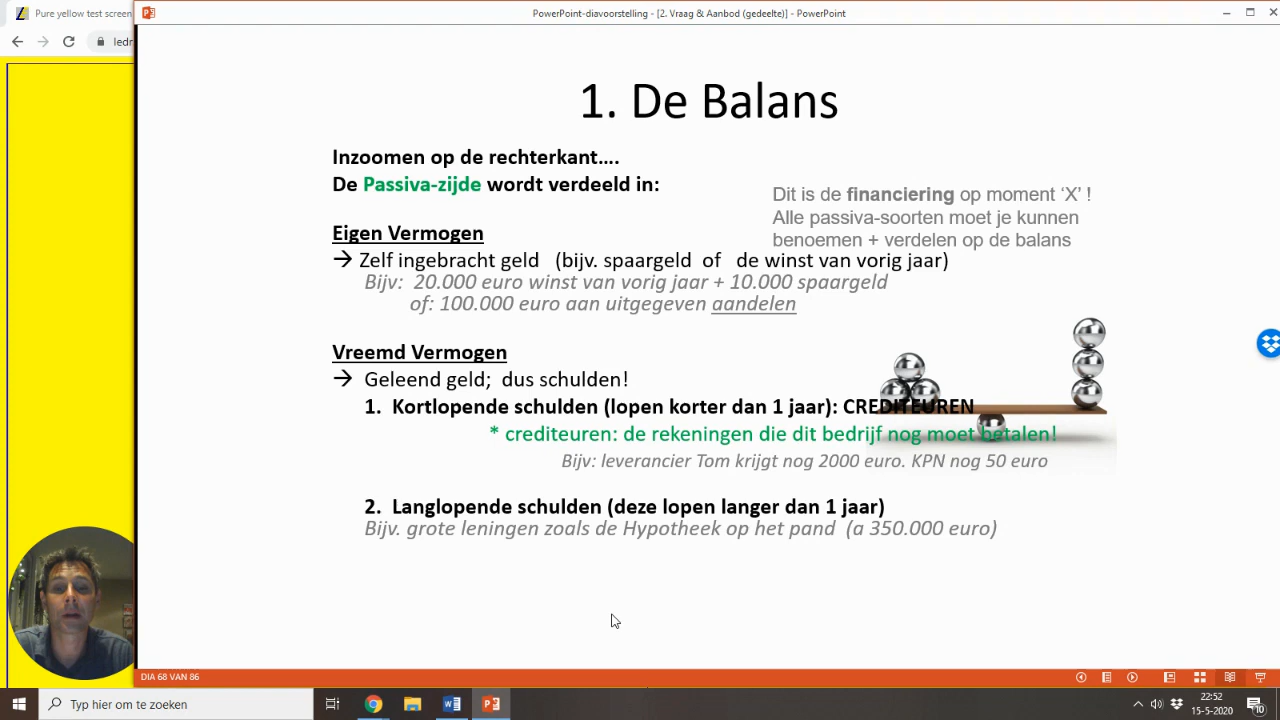 Pure yellow test screen
PowerPoint-diavoorstelling - [2. Vraag & Aanbod (gedeelte)] - PowerPoint
1. De Balans
Inzoomen op de rechterkant....
De Passiva-zijde wordt verdeeld in:
Dit is de financiering op moment ‘X’ !
Alle passiva-soorten moet je kunnen
benoemen + verdelen op de balans
Eigen Vermogen
→ Zelf ingebracht geld (bijv. spaargeld of de winst van vorig jaar)
Bijv: 20.000 euro winst van vorig jaar + 10.000 spaargeld
of: 100.000 euro aan uitgegeven aandelen
Vreemd Vermogen
→ Geleend geld; dus schulden!
1. Kortlopende schulden (lopen korter dan 1 jaar): CREDITEUREN
* crediteuren: de rekeningen die dit bedrijf nog moet betalen!
Bijv: leverancier Tom krijgt nog 2000 euro. KPN nog 50 euro
2. Langlopende schulden (deze lopen langer dan 1 jaar)
Bijv. grote leningen zoals de Hypotheek op het pand (a 350.000 euro)
DIA 68 VAN 86
Typ hier om te zoeken
22:52
15-5-2020
10